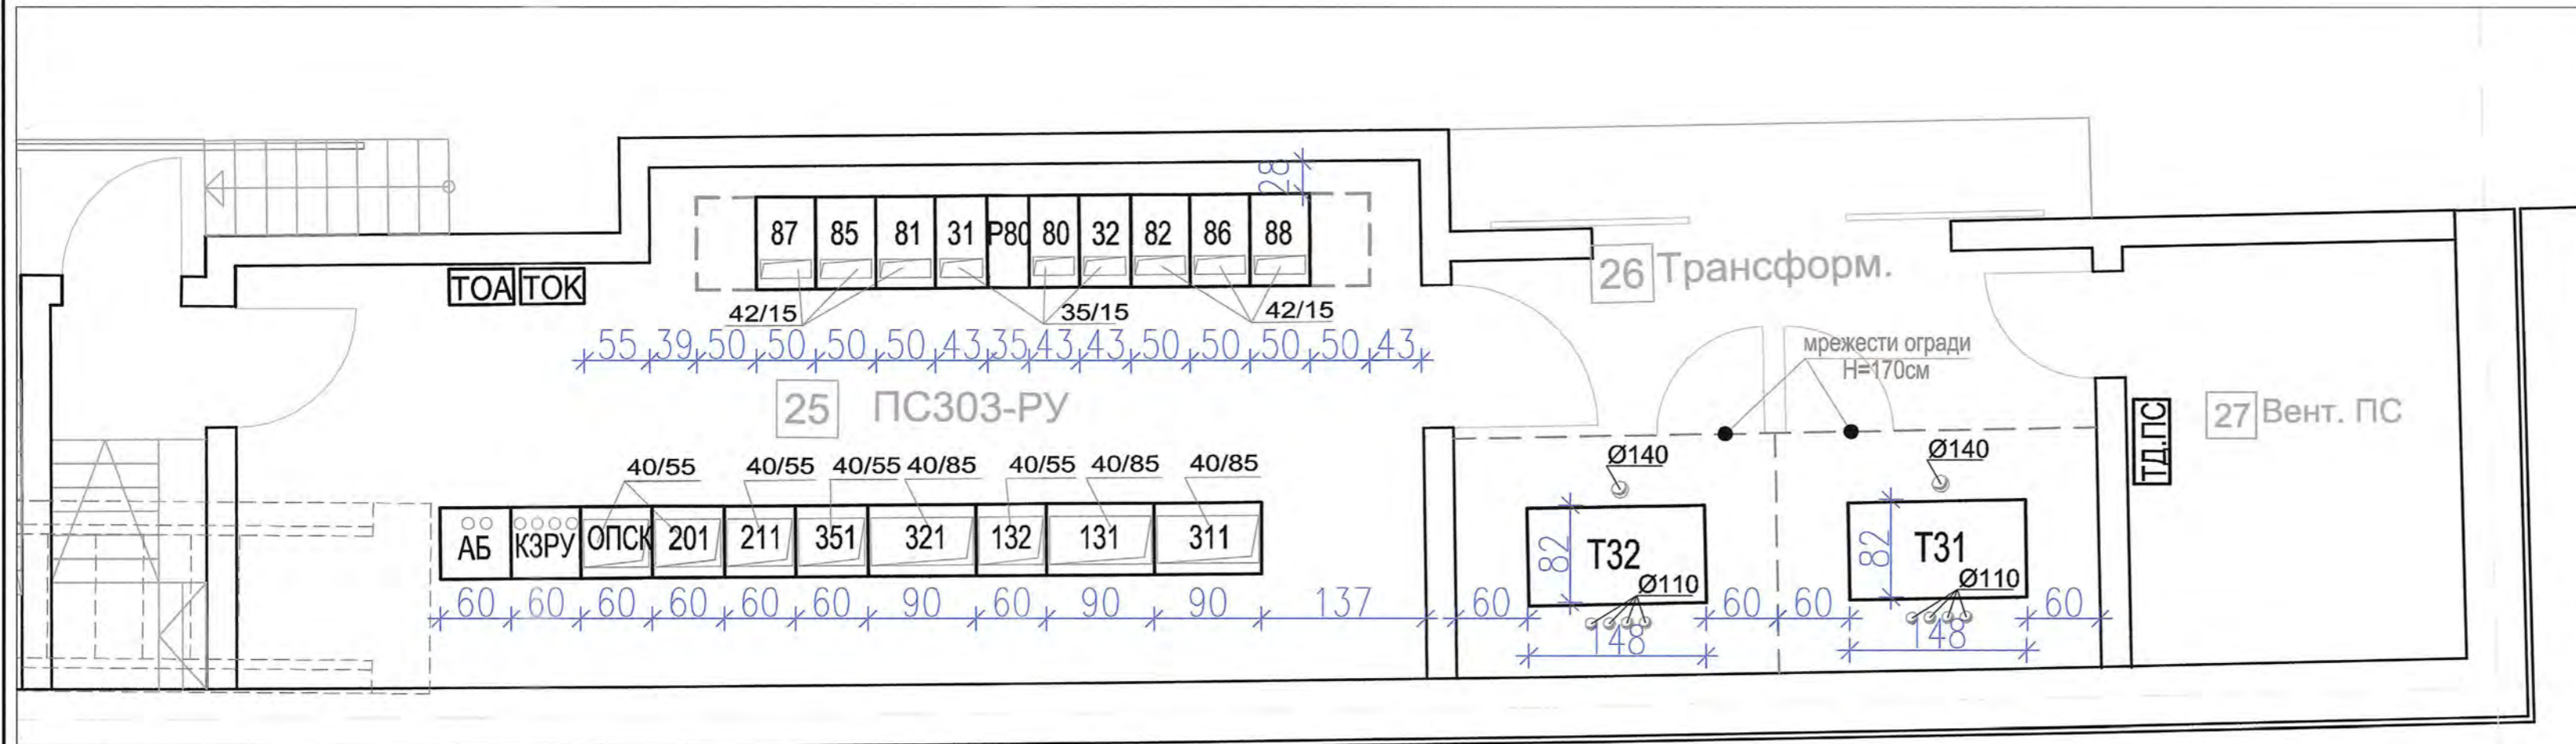 28
87 85 81 31 P80 80 32 82 86 88
ТОА ТОК
42/15 35/15 42/15
55 39 50 50 50 50 43 35 43 43 50 50 50 50 43
26 Трансформ.
мрежести огради
Н=170см
25 ПС303-РУ
27 Вент. ПС
ТД.ПС
40/55 40/55 40/55 40/85 40/55 40/85 40/85
АБ КЗРУ ОПСК 201 211 351 321 132 131 311
60 60 60 60 60 60 90 60 90 90 137 60 60 60 60
Ø140 Ø140
82 Т32 82 Т31
Ø110 Ø110
148 148